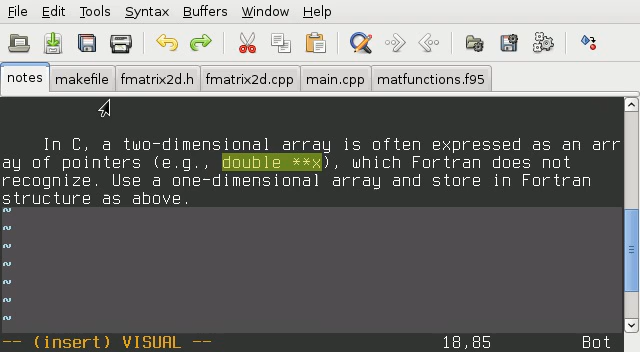 File Edit Tools Syntax Buffers Window Help
notes makefile fmatrix2d.h fmatrix2d.cpp main.cpp matfunctions.f95
In C, a two-dimensional array is often expressed as an arr
ay of pointers (e.g., double **x), which Fortran does not
recognize. Use a one-dimensional array and store in Fortran
structure as above.
~
~
~
~
~
~
~
-- (insert) VISUAL -- 18,85 Bot